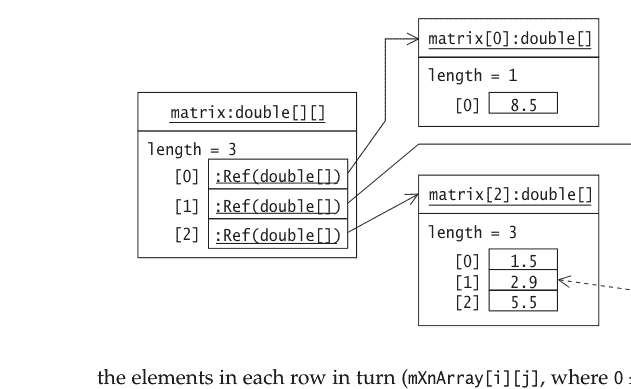 matrix[0]:double[]
length = 1
[0] 8.5
matrix:double[][]
length = 3
[0] :Ref(double[])
[1] :Ref(double[])
[2] :Ref(double[])
matrix[2]:double[]
length = 3
[0] 1.5
[1] 2.9
[2] 5.5
the elements in each row in turn (mXnArray[i][j], where 0